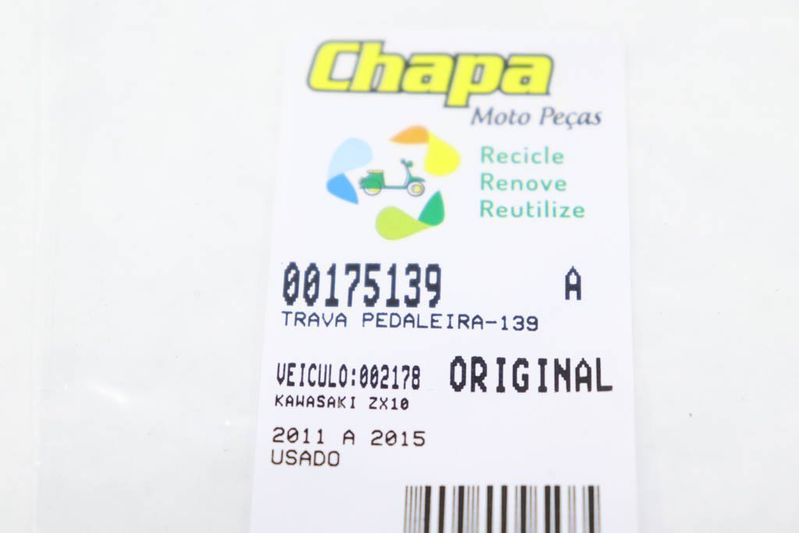 Chapa
Moto Peças
Recicle
Renove
Reutilize
00175139 A
TRAVA PEDALEIRA-139
VEICULO:002178 ORIGINAL
KAWASAKI ZX10
2011 A 2015
USADO